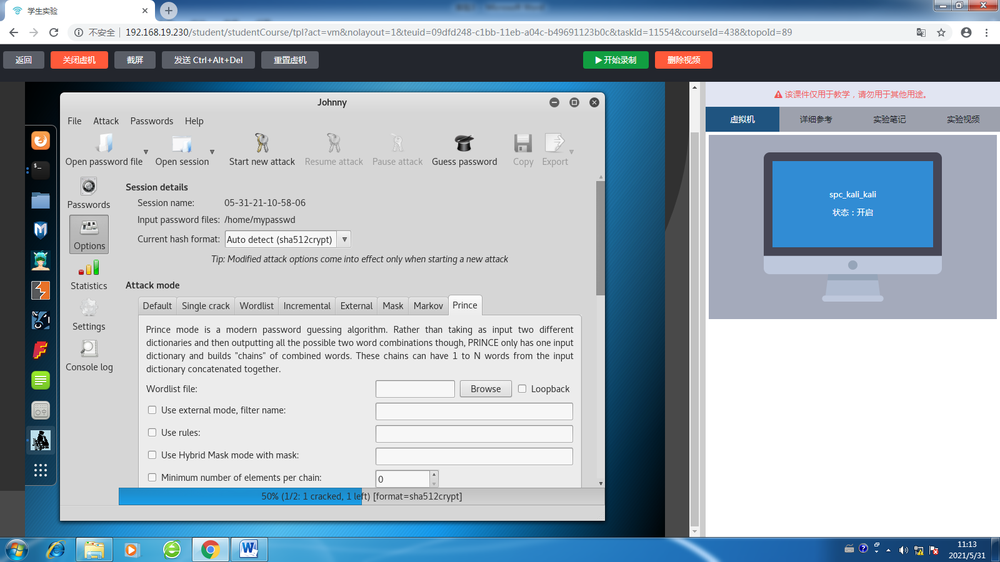 学生实验
不安全 192.168.19.230/student/studentCourse/tpl?act=vm&nolayout=1&teuid=09dfd248-c1bb-11eb-a04c-b49691123b0c&taskId=11554&courseId=438&topoId=89
返回 关闭虚机 截屏 发送 Ctrl+Alt+Del 重置虚机 开始录制 删除视频
Johnny
File Attack Passwords Help
Open password file Open session Start new attack Resume attack Pause attack Guess password Copy Export
Passwords
Options
Statistics
Settings
Console log
Session details
Session name: 05-31-21-10-58-06
Input password files: /home/mypasswd
Current hash format: Auto detect (sha512crypt)
Tip: Modified attack options come into effect only when starting a new attack
Attack mode
Default Single crack Wordlist Incremental External Mask Markov Prince
Prince mode is a modern password guessing algorithm. Rather than taking as input two different
dictionaries and then outputting all the possible two word combinations though, PRINCE only has one input
dictionary and builds "chains" of combined words. These chains can have 1 to N words from the input
dictionary concatenated together.
Wordlist file: Browse Loopback
Use external mode, filter name:
Use rules:
Use Hybrid Mask mode with mask:
Minimum number of elements per chain: 0
50% (1/2: 1 cracked, 1 left) [format=sha512crypt]
该课件仅用于教学，请勿用于其他用途。
虚拟机 详细参考 实验笔记 实验视频
spc_kali_kali
状态：开启
11:13
2021/5/31